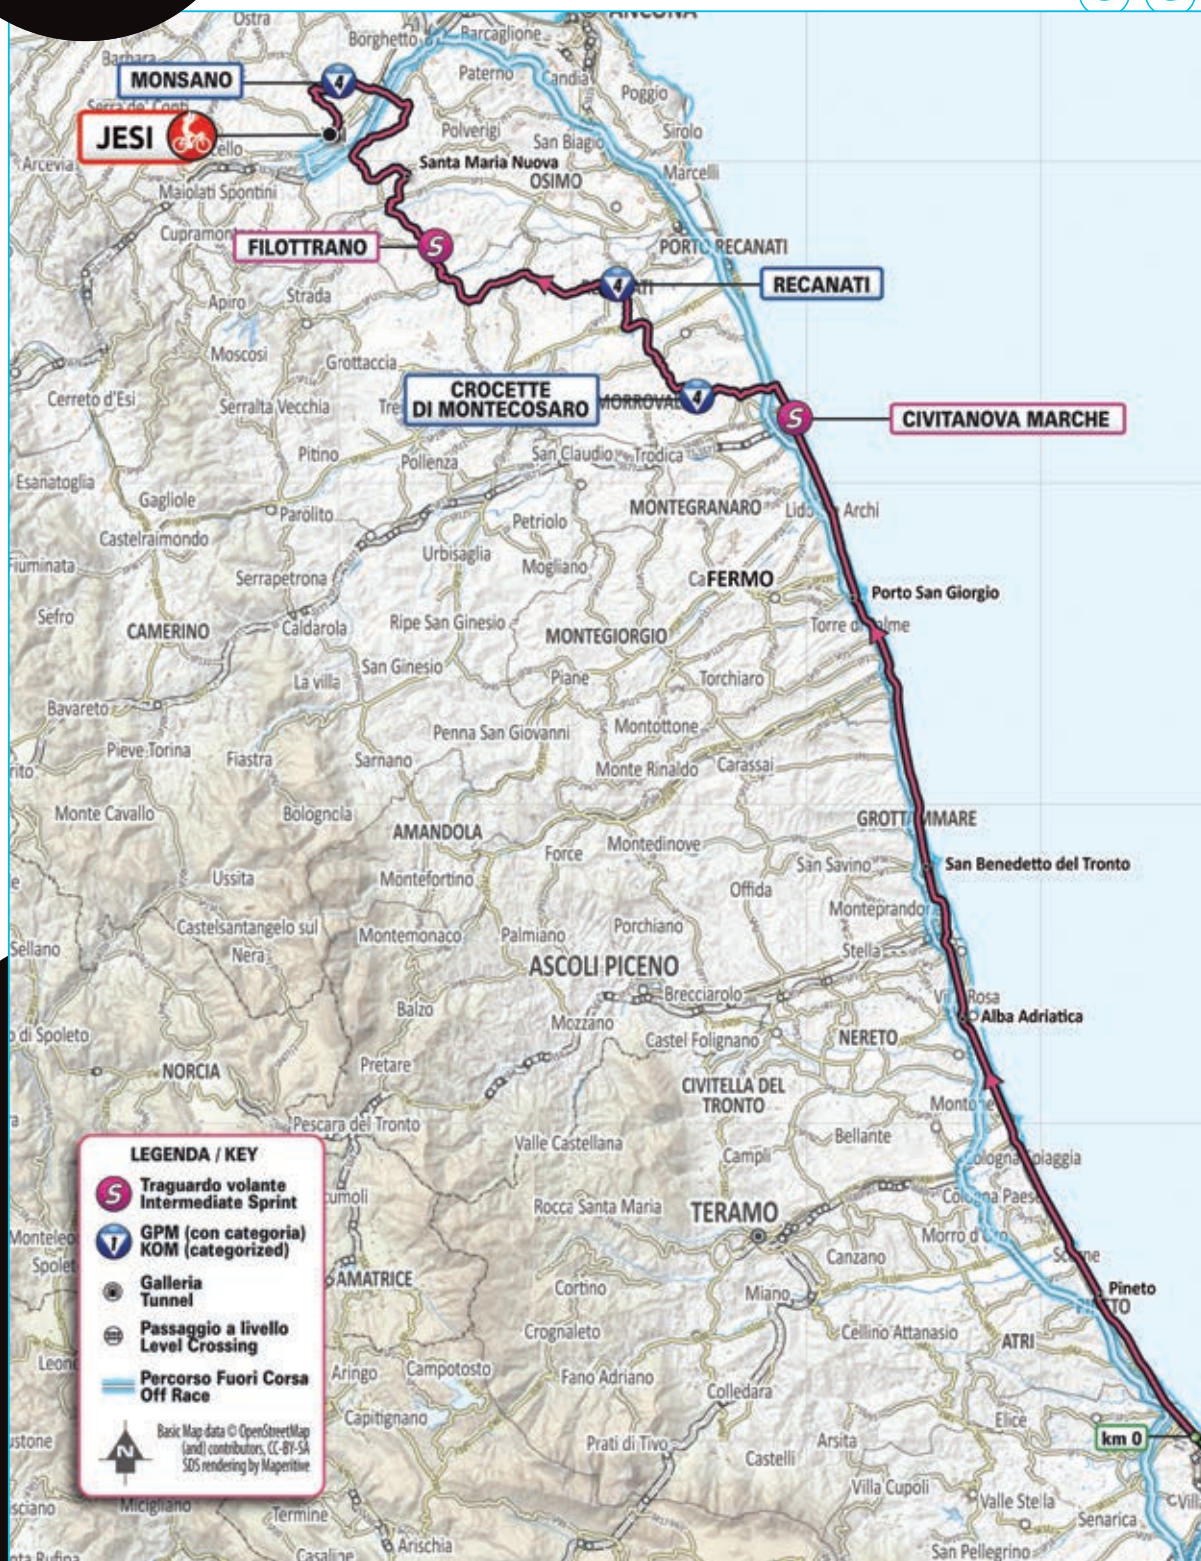 Ostra
ANCONA
Borghetto
Barcaglione
Barbara
MONSANO
4
Paterno
Candia
Poggio
Serra de' Conti
JESI
Polverigi
San Biagio
Sirolo
Arcevia
Santa Maria Nuova
OSIMO
Marcelli
Maiolati Spontini
FILOTTRANO
S
PORTO RECANATI
4
RECANATI
Apiro
Strada
Moscosi
Grottaccia
Cerreto d'Esi
Serralta Vecchia
CROCETTE
DI MONTECOSARO
4
S
CIVITANOVA MARCHE
Pitino
Pollenza
San Claudio
Trodica
Esanatoglia
Gagliole
Parolito
MONTEGRANARO
Archi
Castelraimondo
Petriolo
Urbisaglia
Mogliano
Fiuminata
Serrapetrona
FERMO
Porto San Giorgio
Sefro
CAMERINO
Caldarola
Ripe San Ginesio
MONTEGIORGIO
San Ginesio
La villa
Piane
Torchiaro
Bavareto
Pieve Torina
Fiastra
Sarnano
Penna San Giovanni
Montottone
Monte Rinaldo
Carassai
Monte Cavallo
Bolognola
AMANDOLA
Force
Montedinove
San Savino
San Benedetto del Tronto
Ussita
Montefortino
Offida
Castelsantangelo sul
Nera
Montemonaco
Palmiano
Porchiano
Stella
Sellano
ASCOLI PICENO
Brecciarolo
Balzo
Mozzano
Alba Adriatica
Castel Folignano
NERETO
NORCIA
Pretare
CIVITELLA DEL
TRONTO
Pescara del Tronto
Valle Castellana
Bellante
Campli
LEGENDA / KEY
S
Traguardo volante
Intermediate Sprint
GPM (con categoria)
KOM (categorized)
Galleria
Tunnel
Passaggio a livello
Level Crossing
Percorso Fuori Corsa
Off Race
N
Basic Map data © OpenStreetMap
(and) contributors, CC-BY-SA
SDS rendering by Maperitive
Rocca Santa Maria
TERAMO
Canzano
AMATRICE
Cortino
Miano
Pineto
Crognaleto
Cellino Attanasio
ATRI
Aringo
Campotosto
Fano Adriano
Colledara
Capitignano
Elice
km 0
Prati di Tivo
Arsita
Castelli
Villa Cupoli
Valle Stella
Micigliano
Termine
Senarica
Arischia
San Pellegrino